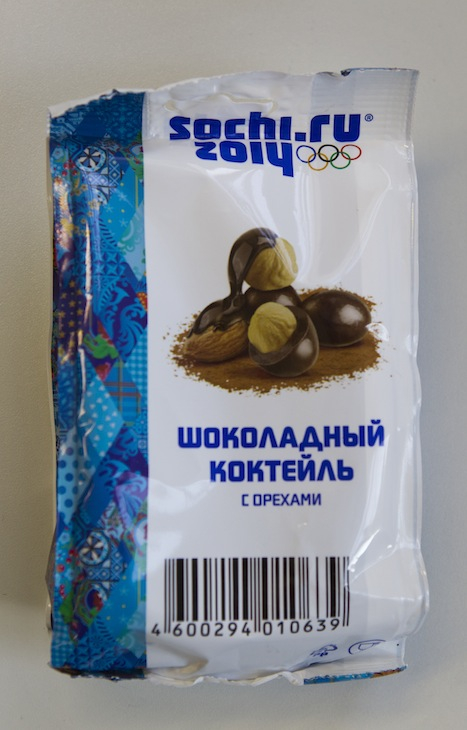 sochi.ru®
2014
ШОКОЛАДНЫЙ
КОКТЕЙЛЬ
С ОРЕХАМИ
4 600294 010639